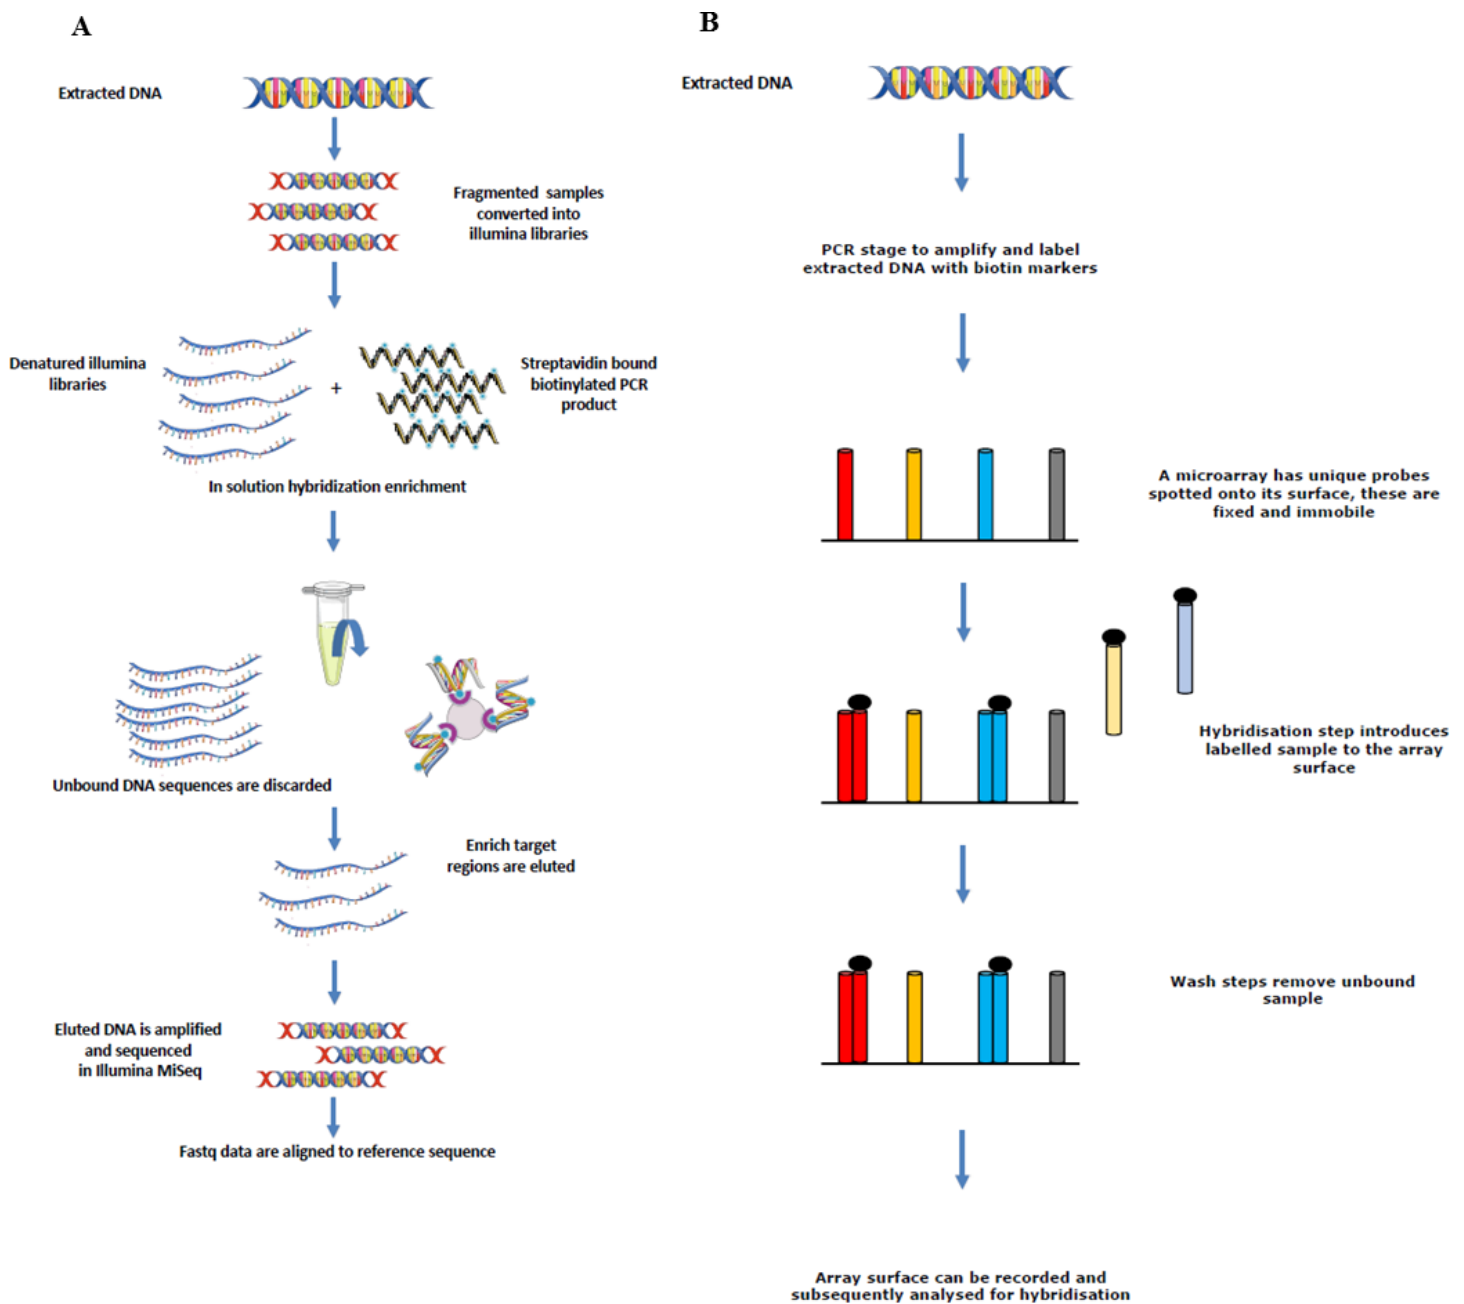 A
Extracted DNA
Fragmented samples
converted into
illumina libraries
Denatured illumina
libraries
+
Streptavidin bound
biotinylated PCR
product
In solution hybridization enrichment
Unbound DNA sequences are discarded
Enrich target
regions are eluted
Eluted DNA is amplified
and sequenced
in Illumina MiSeq
Fastq data are aligned to reference sequence
B
Extracted DNA
PCR stage to amplify and label
extracted DNA with biotin markers
A microarray has unique probes
spotted onto its surface, these are
fixed and immobile
Hybridisation step introduces
labelled sample to the array
surface
Wash steps remove unbound
sample
Array surface can be recorded and
subsequently analysed for hybridisation